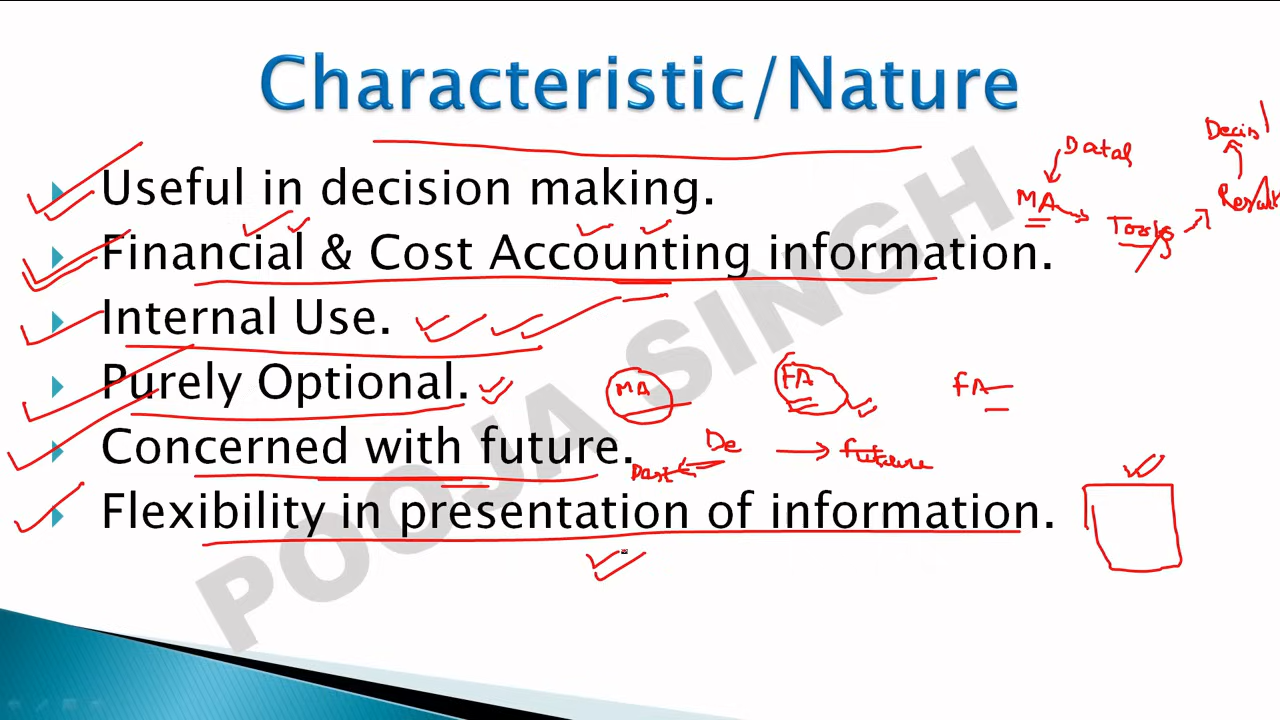 Characteristic/Nature
Useful in decision making.
Financial & Cost Accounting information.
Internal Use.
Purely Optional.
Concerned with future.
Flexibility in presentation of information.
Decis
MA
Result
Tools
MA
FA
FA
De
future
Past
POOJA SINGH